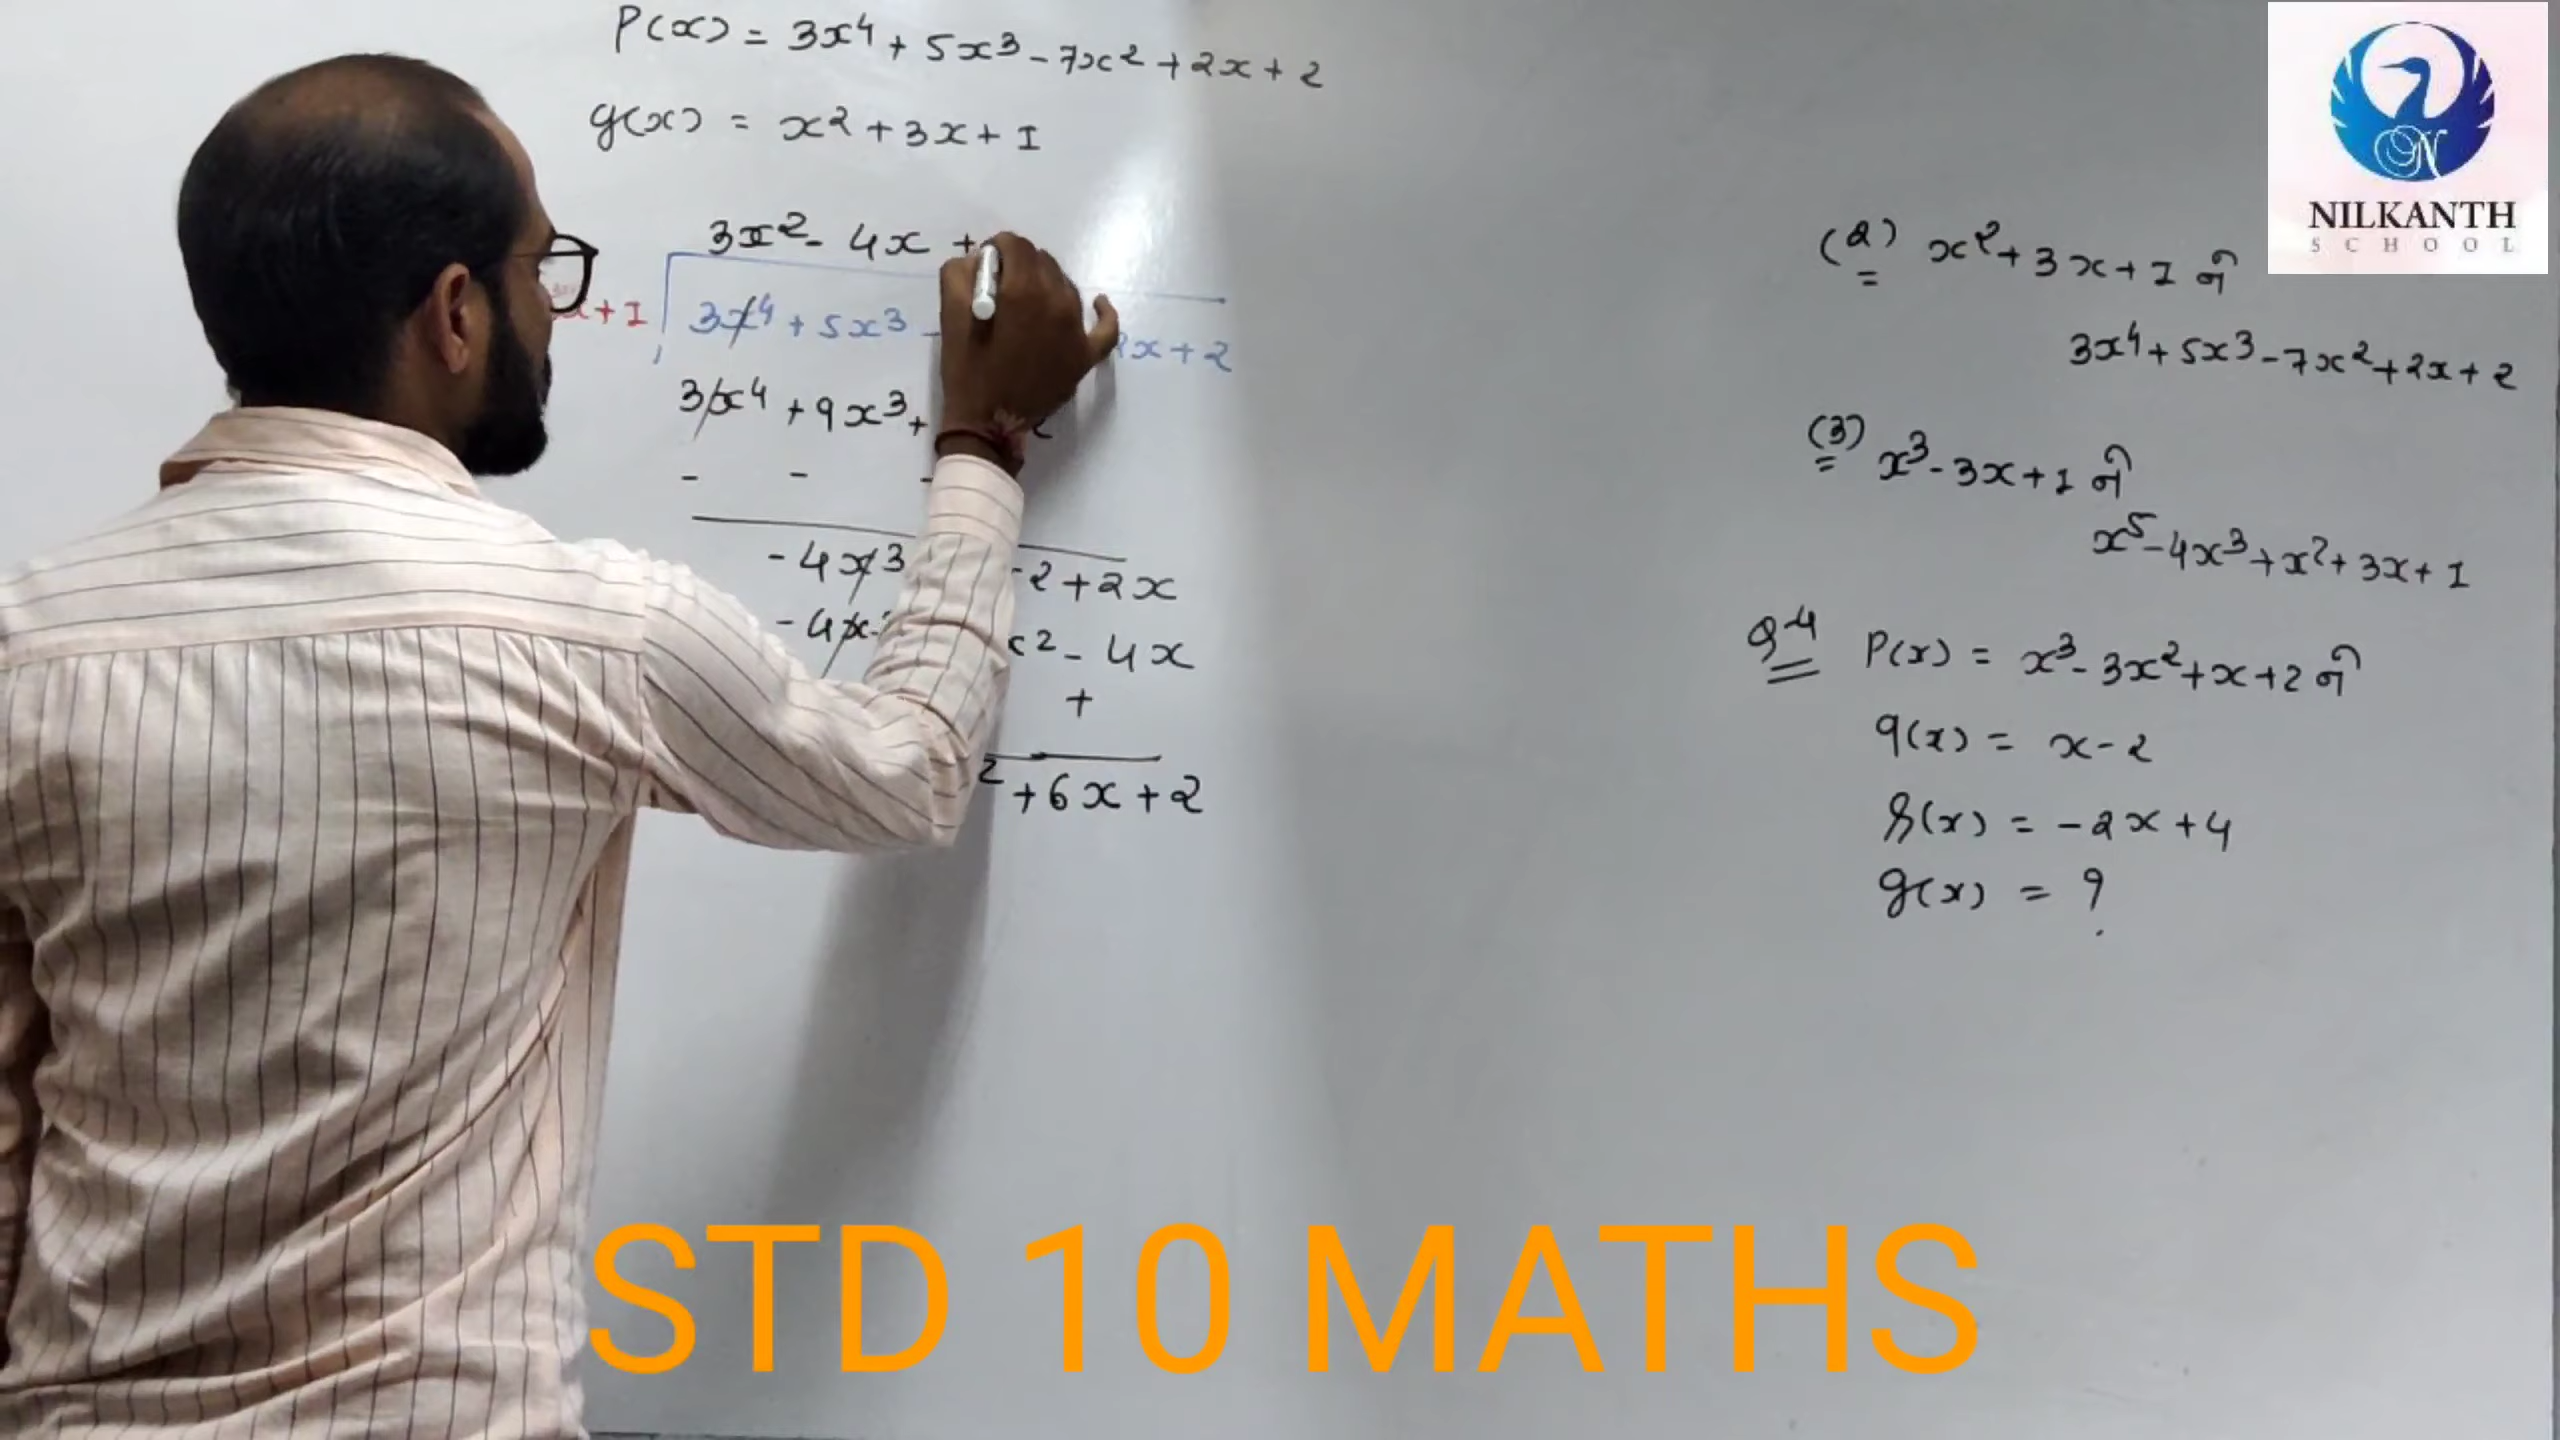 P(x) = 3x⁴ + 5x³ - 7x² + 2x + 2
g(x) = x² + 3x + 1
3x² - 4x +
x + 1
3x⁴ + 5x³ - 2x + 2
3x⁴ + 9x³ + 2
- - -
-4x³ 2 + 2x
-4x x² - 4x
+
2 + 6x + 2
NILKANTH
SCHOOL
(2) x² + 3x + 1 ને
3x⁴ + 5x³ - 7x² + 2x + 2
(3) x³ - 3x + 1 ને
x⁵ - 4x³ + x² + 3x + 1
Q-4 P(x) = x³ - 3x² + x + 2 ને
q(x) = x - 2
r(x) = -2x + 4
g(x) = ?
STD 10 MATHS